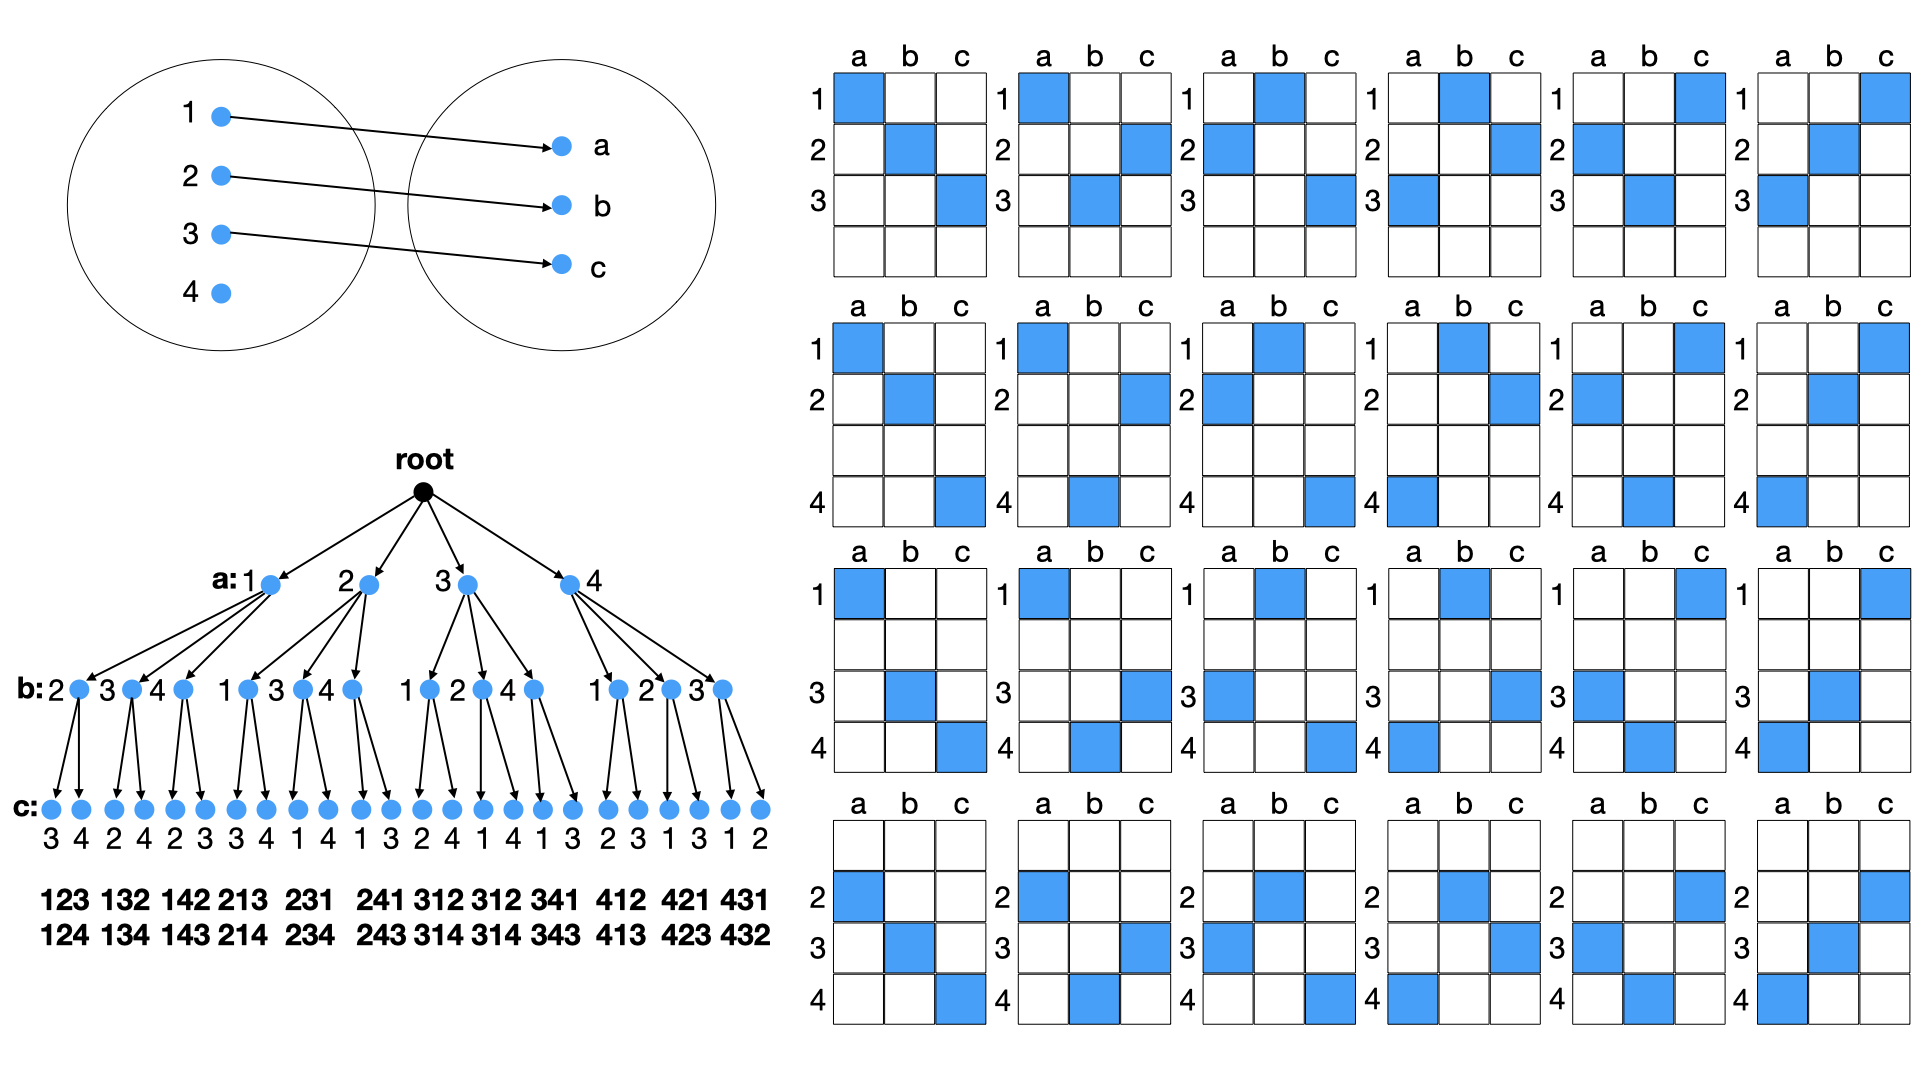 1
2
3
4
a
b
c
root
a: 1 2 3 4
b: 2 3 4 1 3 4 1 2 4 1 2 3
c:
3 4 2 4 2 3 3 4 1 4 1 3 2 4 1 4 1 3 2 3 1 3 1 2
123 132 142 213 231 241 312 312 341 412 421 431
124 134 143 214 234 243 314 314 343 413 423 432
a b c a b c a b c a b c a b c a b c
1 1 1 1 1 1
2 2 2 2 2 2
3 3 3 3 3 3
a b c a b c a b c a b c a b c a b c
1 1 1 1 1 1
2 2 2 2 2 2
4 4 4 4 4 4
a b c a b c a b c a b c a b c a b c
1 1 1 1 1 1
3 3 3 3 3 3
4 4 4 4 4 4
a b c a b c a b c a b c a b c a b c
2 2 2 2 2 2
3 3 3 3 3 3
4 4 4 4 4 4